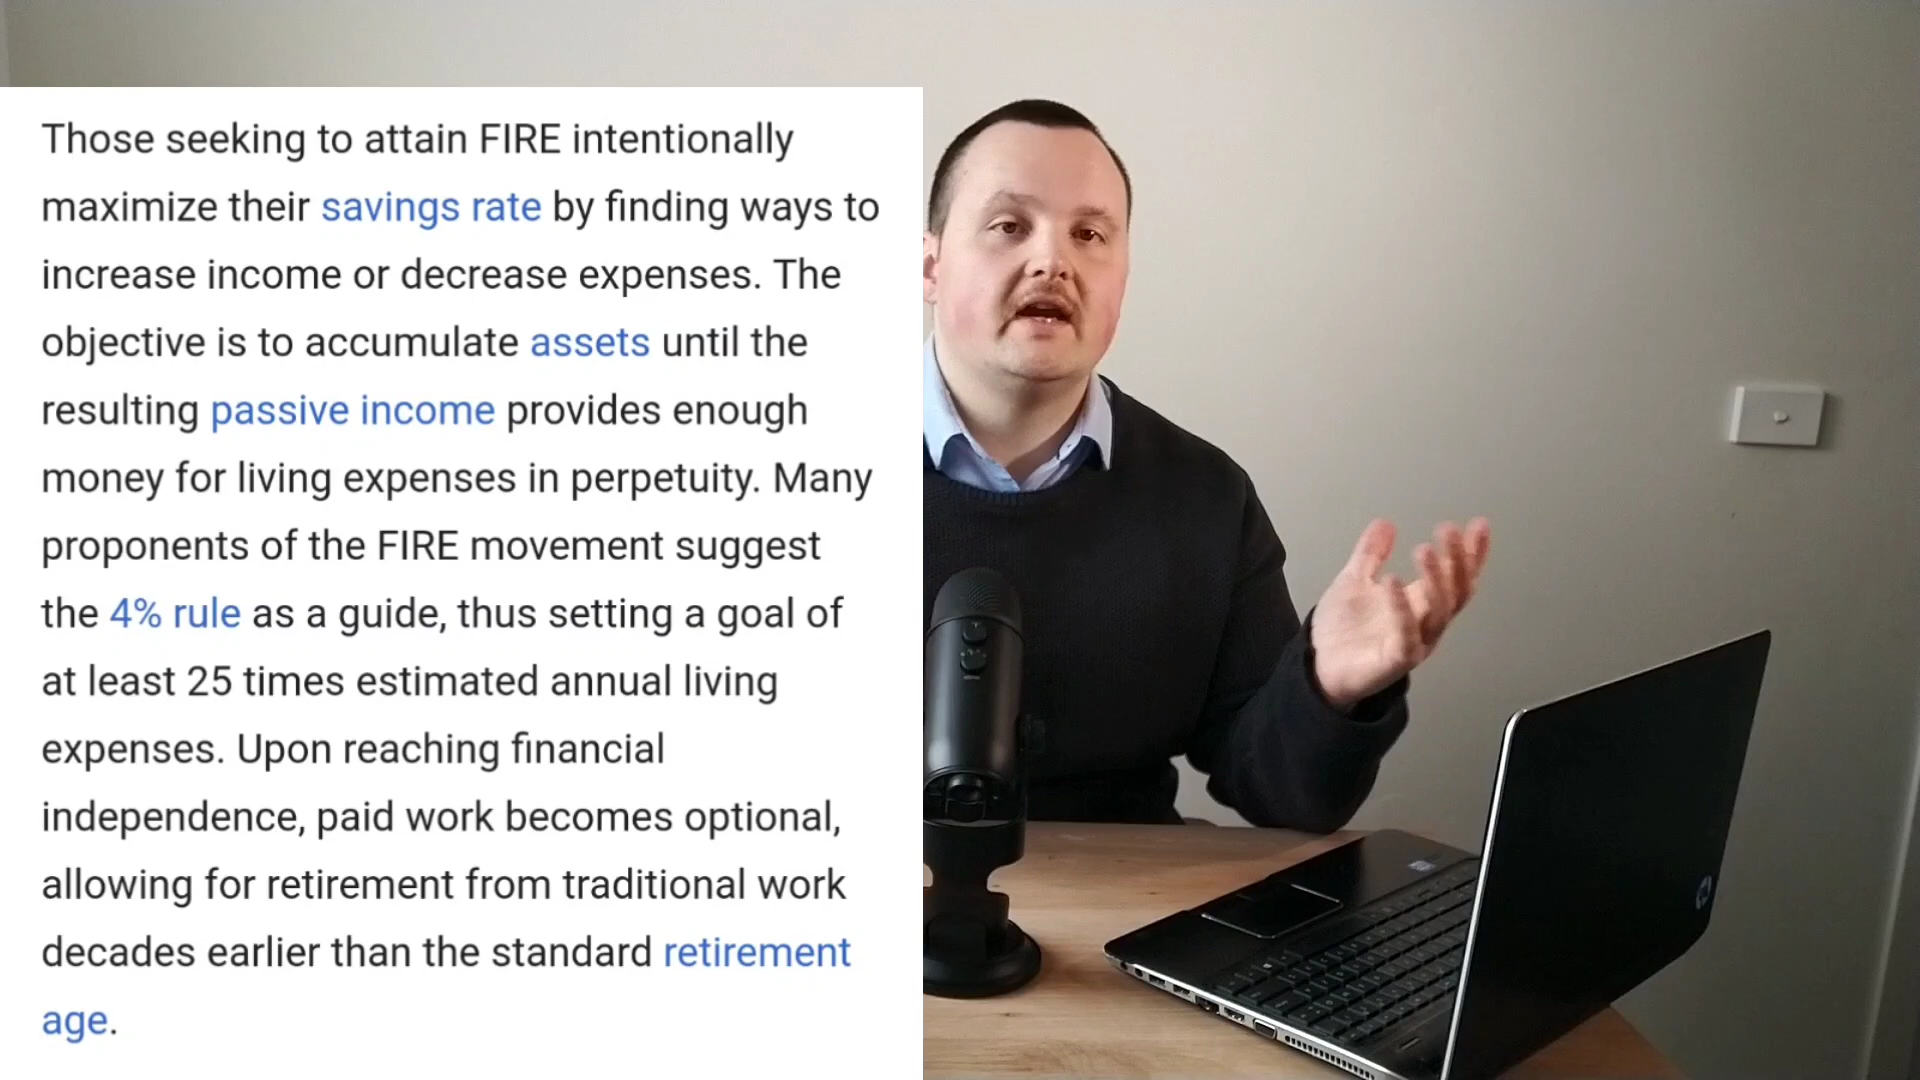 Those seeking to attain FIRE intentionally
maximize their savings rate by finding ways to
increase income or decrease expenses. The
objective is to accumulate assets until the
resulting passive income provides enough
money for living expenses in perpetuity. Many
proponents of the FIRE movement suggest
the 4% rule as a guide, thus setting a goal of
at least 25 times estimated annual living
expenses. Upon reaching financial
independence, paid work becomes optional,
allowing for retirement from traditional work
decades earlier than the standard retirement
age.